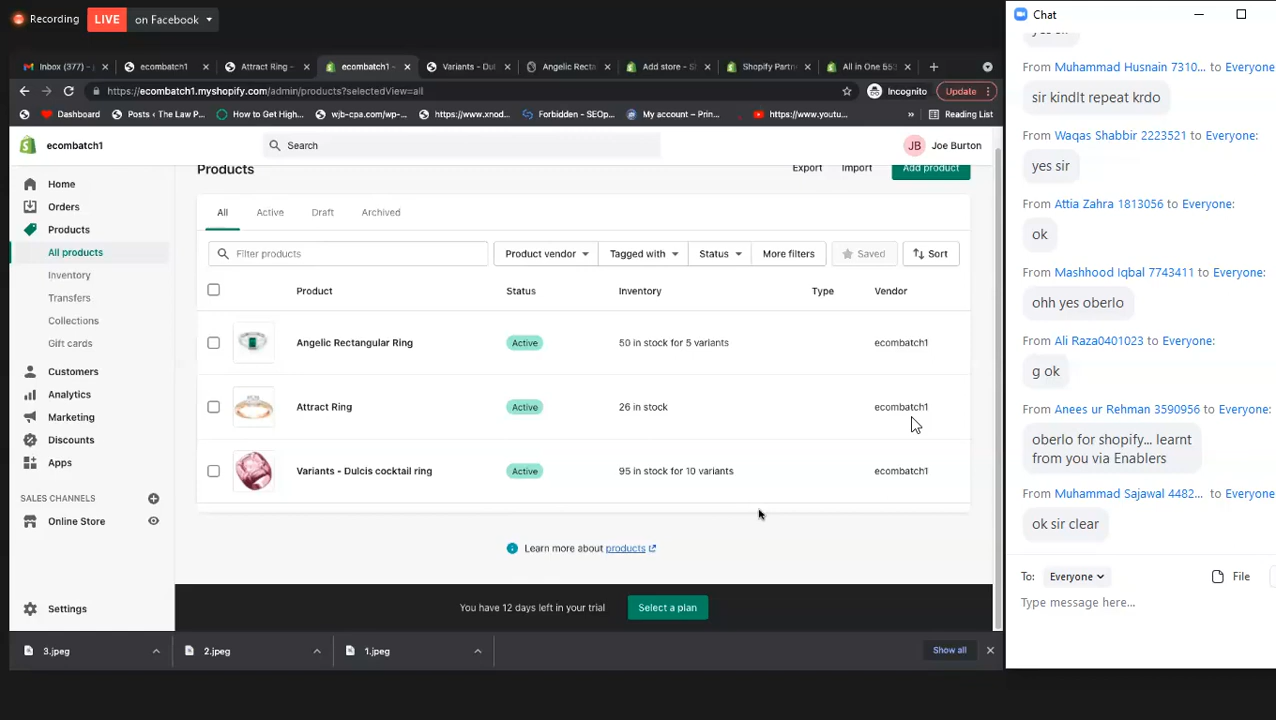 Recording LIVE on Facebook
Inbox (377) -
ecombatch1
Attract Ring -
ecombatch1 -
Variants - Dul
Angelic Recta
Add store - S
Shopify Partn
All in One 553
https://ecombatch1.myshopify.com/admin/products?selectedView=all
Incognito
Update
Dashboard
Posts ‹ The Law P
How to Get High
wjb-cpa.com/wp-
https://www.xnod
Forbidden - SEOp
My account – Prin
https://www.youtu
Reading List
ecombatch1
Search
JB Joe Burton
Home
Orders
Products
All products
Inventory
Transfers
Collections
Gift cards
Customers
Analytics
Marketing
Discounts
Apps
SALES CHANNELS
Online Store
Settings
Products
Export
Import
Add product
All
Active
Draft
Archived
Filter products
Product vendor
Tagged with
Status
More filters
Saved
Sort
Product Status Inventory Type Vendor
Angelic Rectangular Ring Active 50 in stock for 5 variants ecombatch1
Attract Ring Active 26 in stock ecombatch1
Variants - Dulcis cocktail ring Active 95 in stock for 10 variants ecombatch1
Learn more about products
You have 12 days left in your trial Select a plan
3.jpeg
2.jpeg
1.jpeg
Show all
Chat
From Muhammad Husnain 7310... to Everyone
sir kindlt repeat krdo
From Waqas Shabbir 2223521 to Everyone:
yes sir
From Attia Zahra 1813056 to Everyone:
ok
From Mashhood Iqbal 7743411 to Everyone:
ohh yes oberlo
From Ali Raza0401023 to Everyone:
g ok
From Anees ur Rehman 3590956 to Everyone:
oberlo for shopify... learnt
from you via Enablers
From Muhammad Sajawal 4482... to Everyone
ok sir clear
To: Everyone File
Type message here...